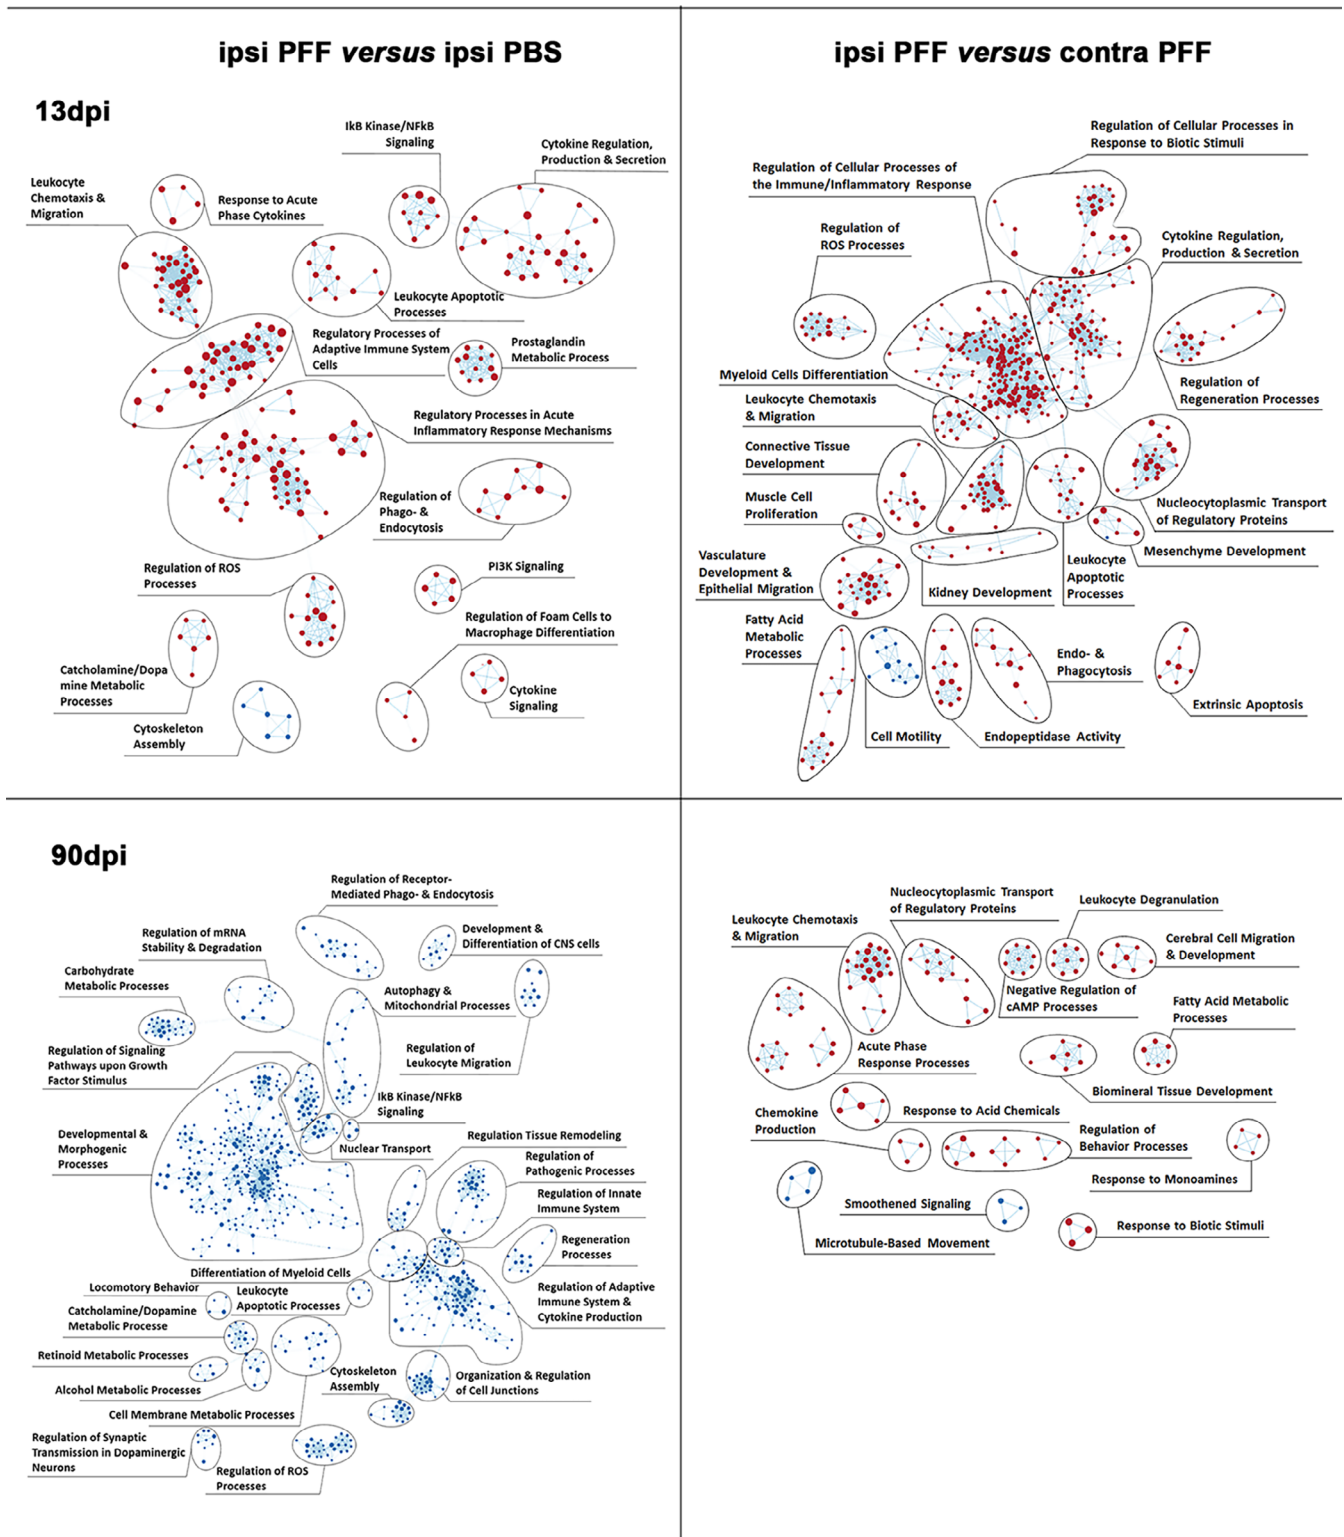 ipsi PFF versus ipsi PBS
ipsi PFF versus contra PFF
13dpi
IkB Kinase/NFkB
Signaling
Cytokine Regulation,
Production & Secretion
Leukocyte
Chemotaxis &
Migration
Response to Acute
Phase Cytokines
Leukocyte Apoptotic
Processes
Regulatory Processes of
Adaptive Immune System
Cells
Prostaglandin
Metabolic Process
Regulatory Processes in Acute
Inflammatory Response Mechanisms
Regulation of
Phago- &
Endocytosis
Regulation of ROS
Processes
PI3K Signaling
Regulation of Foam Cells to
Macrophage Differentiation
Catcholamine/Dopa
mine Metabolic
Processes
Cytokine
Signaling
Cytoskeleton
Assembly
Regulation of Cellular Processes in
Response to Biotic Stimuli
Regulation of Cellular Processes of
the Immune/Inflammatory Response
Regulation of
ROS Processes
Cytokine Regulation,
Production & Secretion
Myeloid Cells Differentiation
Regulation of
Regeneration Processes
Leukocyte Chemotaxis
& Migration
Connective Tissue
Development
Muscle Cell
Proliferation
Nucleocytoplasmic Transport
of Regulatory Proteins
Mesenchyme Development
Vasculature
Development &
Epithelial Migration
Leukocyte
Apoptotic
Processes
Kidney Development
Fatty Acid
Metabolic
Processes
Endo- &
Phagocytosis
Extrinsic Apoptosis
Cell Motility
Endopeptidase Activity
90dpi
Regulation of Receptor-
Mediated Phago- & Endocytosis
Regulation of mRNA
Stability & Degradation
Development &
Differentiation of CNS cells
Carbohydrate
Metabolic Processes
Autophagy &
Mitochondrial Processes
Regulation of Signaling
Pathways upon Growth
Factor Stimulus
Regulation of
Leukocyte Migration
IkB Kinase/NFkB
Signaling
Developmental &
Morphogenic
Processes
Nuclear Transport
Regulation Tissue Remodeling
Regulation of
Pathogenic Processes
Regulation of Innate
Immune System
Regeneration
Processes
Differentiation of Myeloid Cells
Locomotory Behavior
Leukocyte
Apoptotic Processes
Regulation of Adaptive
Immune System &
Cytokine Production
Catcholamine/Dopamine
Metabolic Processe
Retinoid Metabolic Processes
Alcohol Metabolic Processes
Cytoskeleton
Assembly
Organization & Regulation
of Cell Junctions
Cell Membrane Metabolic Processes
Regulation of Synaptic
Transmission in Dopaminergic
Neurons
Regulation of ROS
Processes
Nucleocytoplasmic Transport
of Regulatory Proteins
Leukocyte Degranulation
Leukocyte Chemotaxis
& Migration
Cerebral Cell Migration
& Development
Negative Regulation of
cAMP Processes
Fatty Acid Metabolic
Processes
Acute Phase
Response Processes
Biomineral Tissue Development
Chemokine
Production
Response to Acid Chemicals
Regulation of
Behavior Processes
Response to Monoamines
Smoothened Signaling
Response to Biotic Stimuli
Microtubule-Based Movement